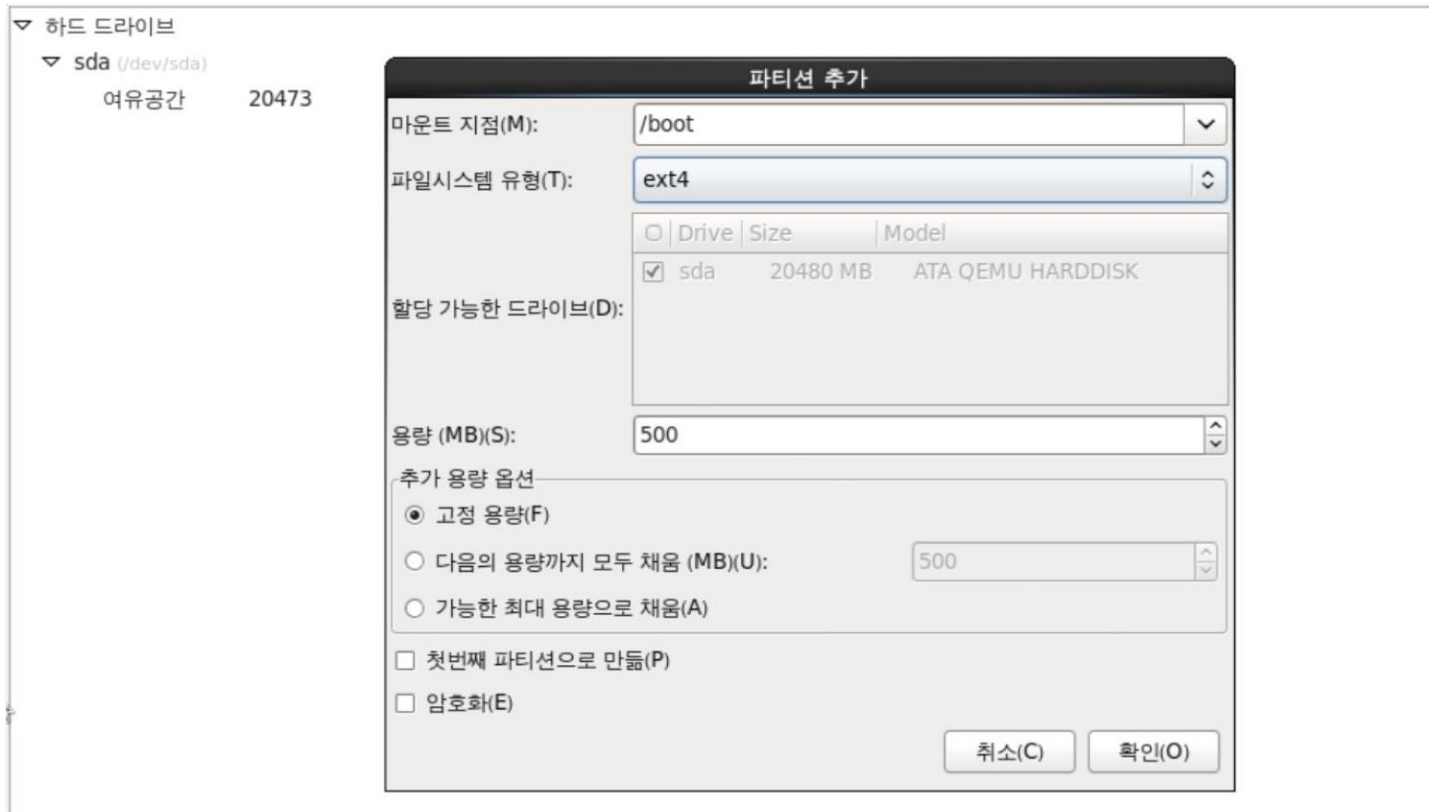 하드 드라이브
sda (/dev/sda)
여유공간 20473
파티션 추가
마운트 지점(M): /boot
파일시스템 유형(T): ext4
Drive Size Model
sda 20480 MB ATA QEMU HARDDISK
할당 가능한 드라이브(D):
용량 (MB)(S): 500
추가 용량 옵션
고정 용량(F)
다음의 용량까지 모두 채움 (MB)(U): 500
가능한 최대 용량으로 채움(A)
첫번째 파티션으로 만듦(P)
암호화(E)
취소(C) 확인(O)